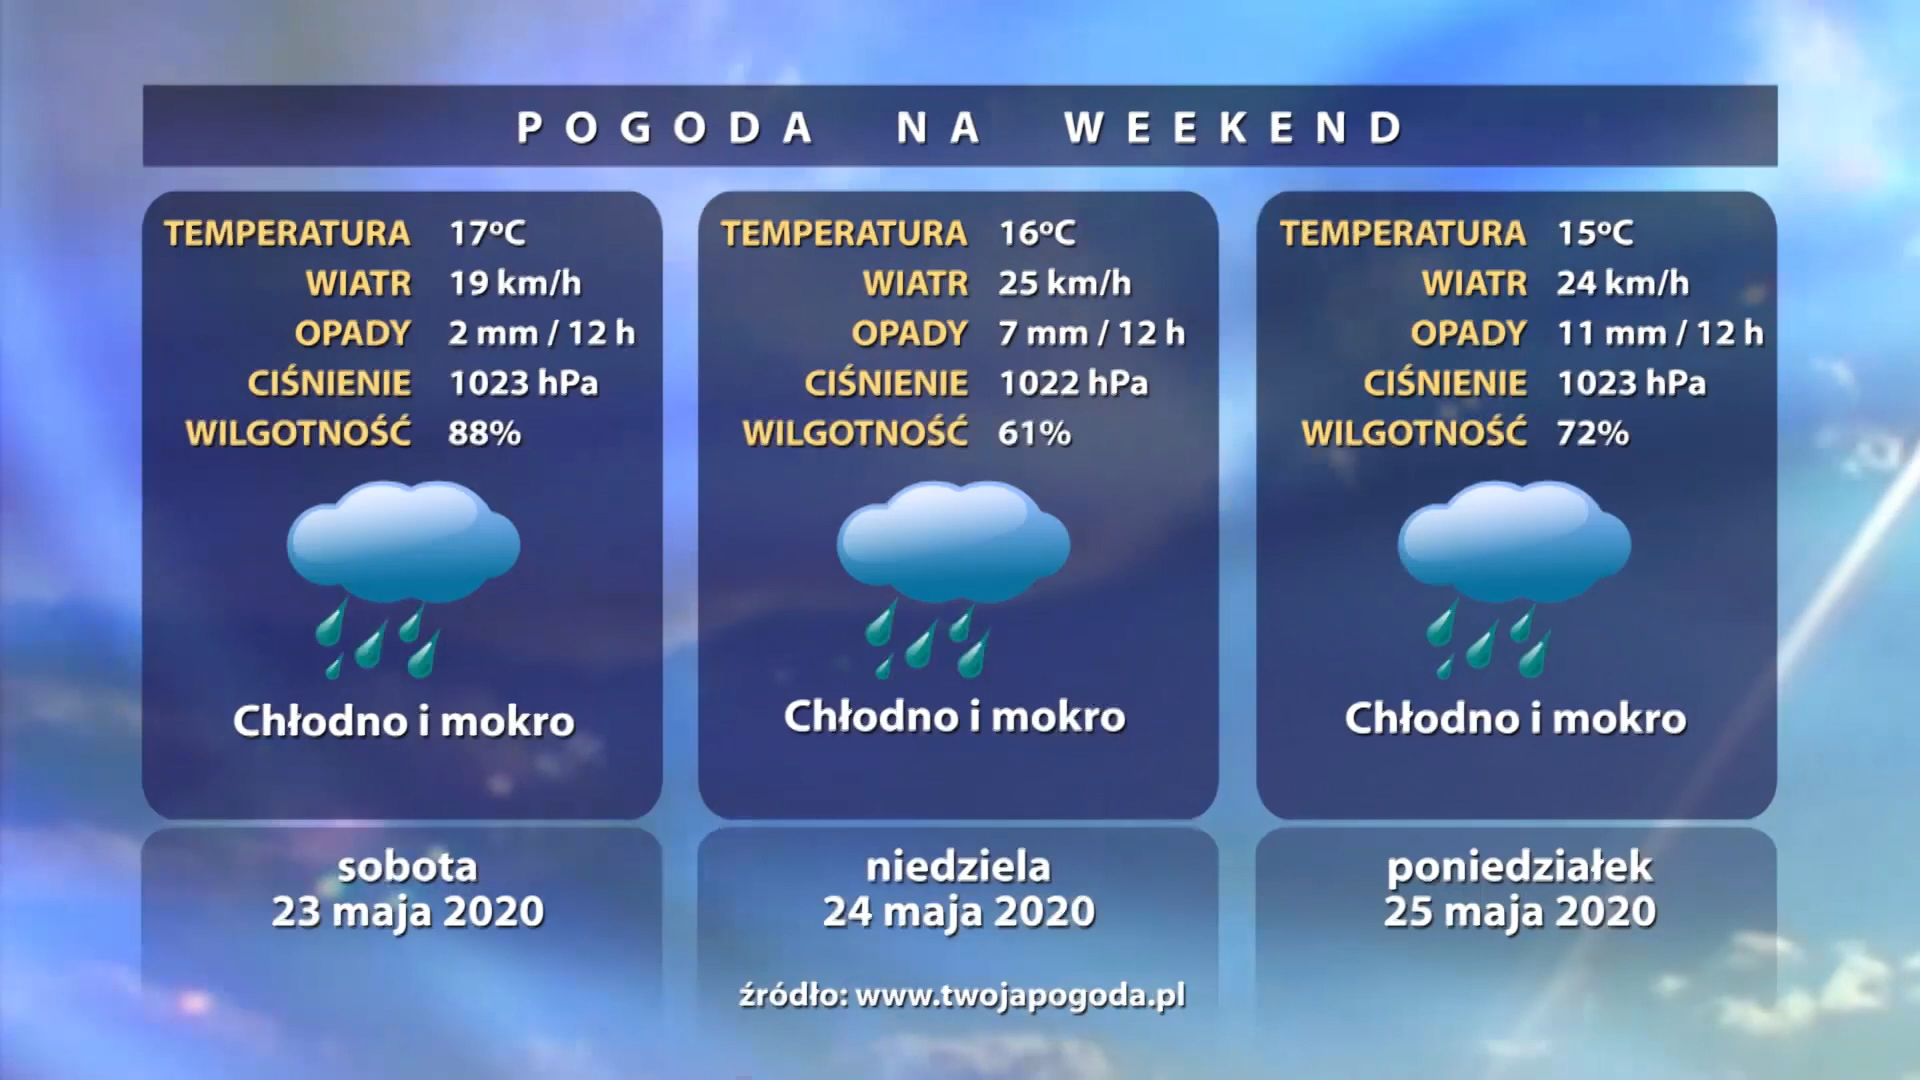 POGODA NA WEEKEND
TEMPERATURA 17ºC
WIATR 19 km/h
OPADY 2 mm / 12 h
CIŚNIENIE 1023 hPa
WILGOTNOŚĆ 88%
Chłodno i mokro
sobota
23 maja 2020
TEMPERATURA 16ºC
WIATR 25 km/h
OPADY 7 mm / 12 h
CIŚNIENIE 1022 hPa
WILGOTNOŚĆ 61%
Chłodno i mokro
niedziela
24 maja 2020
TEMPERATURA 15ºC
WIATR 24 km/h
OPADY 11 mm / 12 h
CIŚNIENIE 1023 hPa
WILGOTNOŚĆ 72%
Chłodno i mokro
poniedziałek
25 maja 2020
źródło: www.twojapogoda.pl